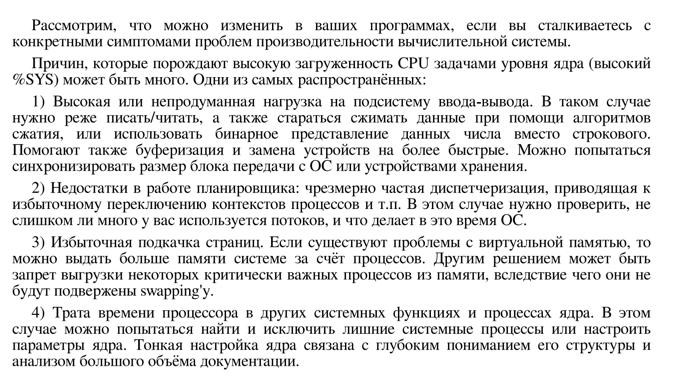 Рассмотрим, что можно изменить в ваших программах, если вы сталкиваетесь с
конкретными симптомами проблем производительности вычислительной системы.
Причин, которые порождают высокую загруженность CPU задачами уровня ядра (высокий
%SYS) может быть много. Одни из самых распространённых:
1) Высокая или непродуманная нагрузка на подсистему ввода-вывода. В таком случае
нужно реже писать/читать, а также стараться сжимать данные при помощи алгоритмов
сжатия, или использовать бинарное представление данных числа вместо строкового.
Помогают также буферизация и замена устройств на более быстрые. Можно попытаться
синхронизировать размер блока передачи с ОС или устройствами хранения.
2) Недостатки в работе планировщика: чрезмерно частая диспетчеризация, приводящая к
избыточному переключению контекстов процессов и т.п. В этом случае нужно проверить, не
слишком ли много у вас используется потоков, и что делает в это время ОС.
3) Избыточная подкачка страниц. Если существуют проблемы с виртуальной памятью, то
можно выдать больше памяти системе за счёт процессов. Другим решением может быть
запрет выгрузки некоторых критически важных процессов из памяти, вследствие чего они не
будут подвержены swapping'у.
4) Трата времени процессора в других системных функциях и процессах ядра. В этом
случае можно попытаться найти и исключить лишние системные процессы или настроить
параметры ядра. Тонкая настройка ядра связана с глубоким пониманием его структуры и
анализом большого объёма документации.